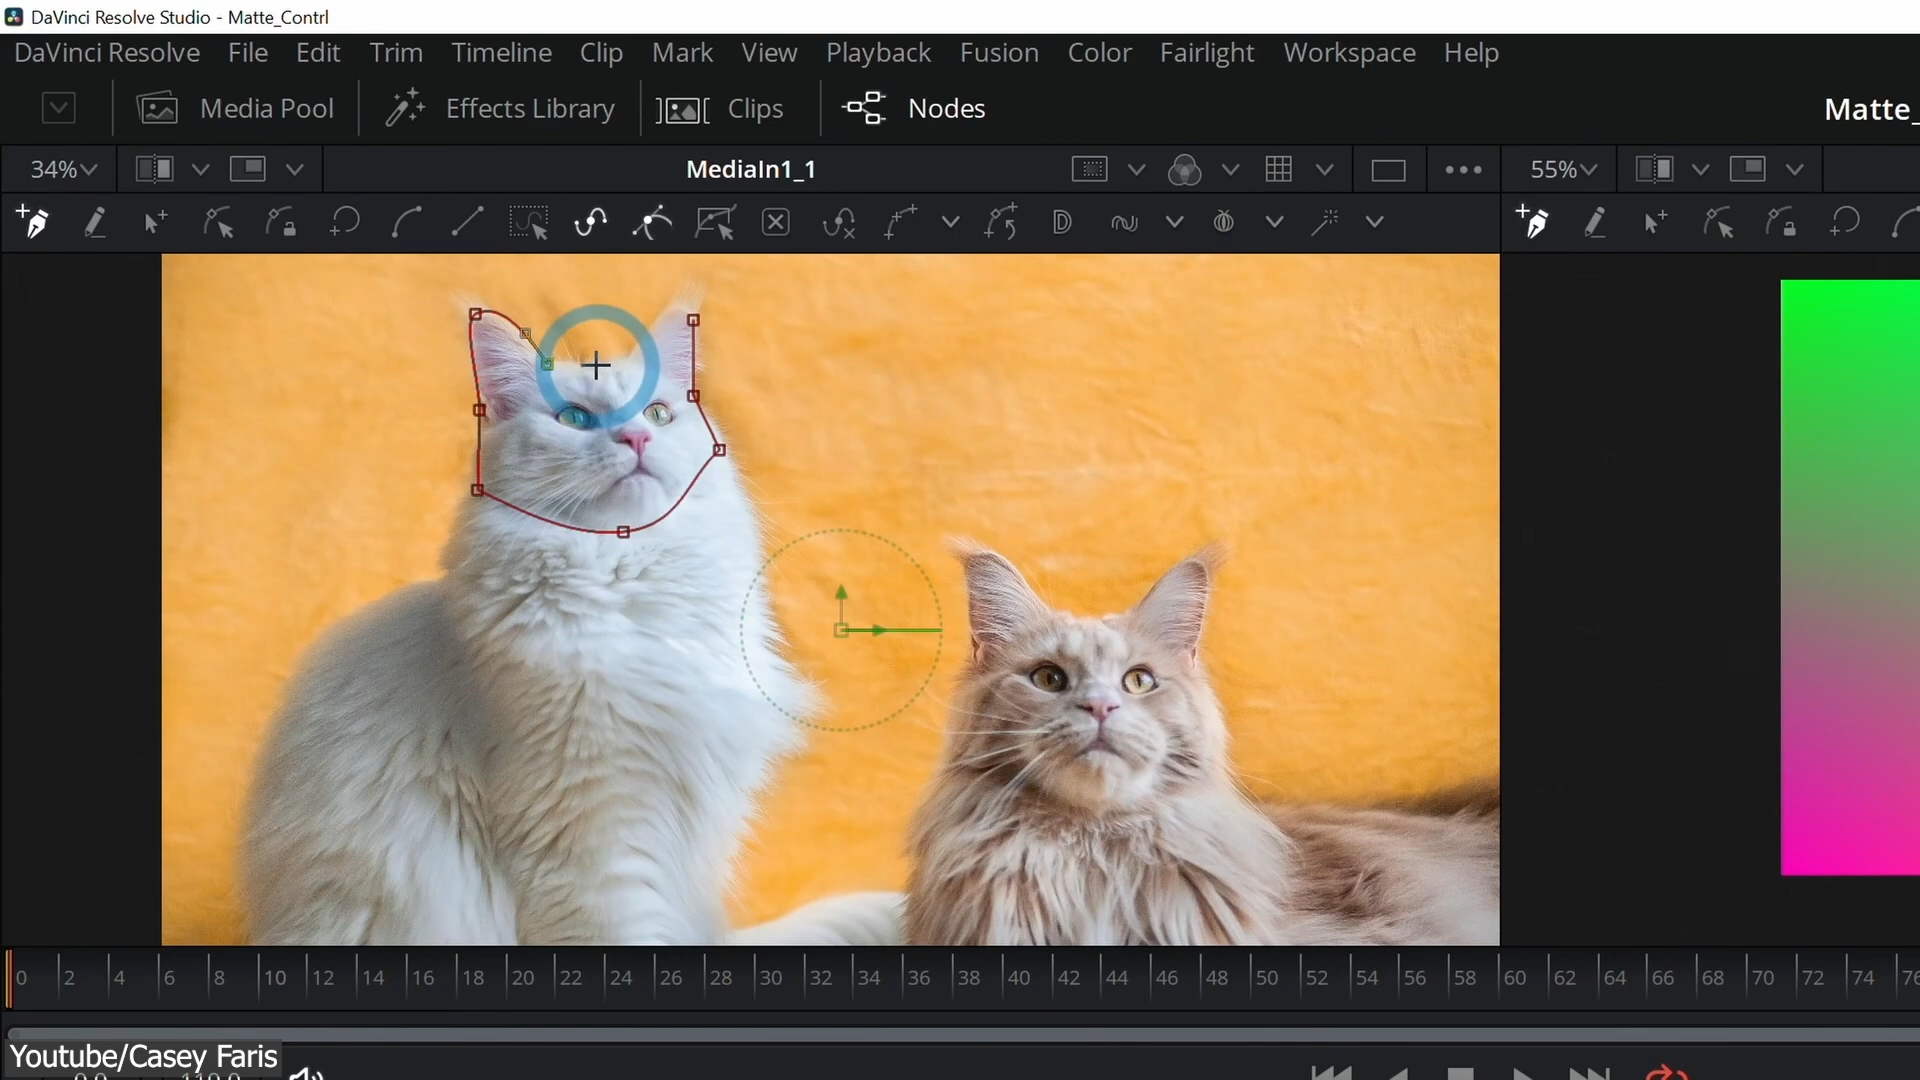 DaVinci Resolve Studio - Matte_Contrl
DaVinci Resolve File Edit Trim Timeline Clip Mark View Playback Fusion Color Fairlight Workspace Help
Media Pool Effects Library Clips Nodes Matte_
34% MediaIn1_1 55%
0 2 4 6 8 10 12 14 16 18 20 22 24 26 28 30 32 34 36 38 40 42 44 46 48 50 52 54 56 58 60 62 64 66 68 70 72 74 76
Youtube/Casey Faris